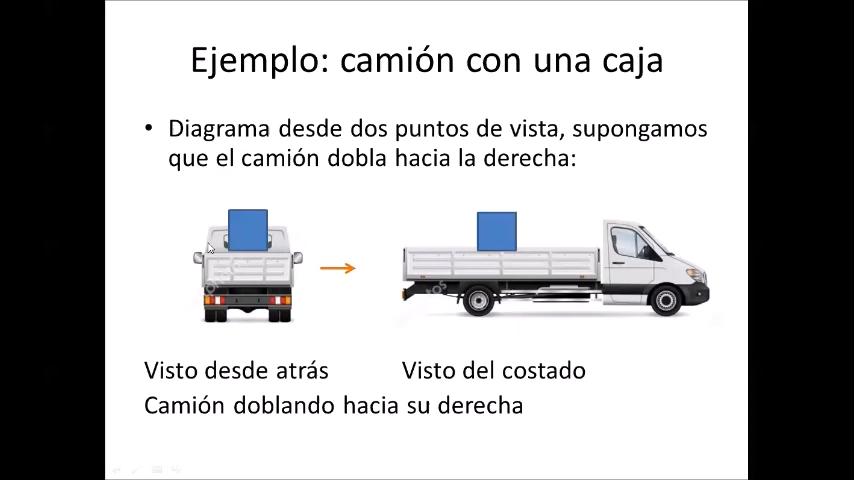 Ejemplo: camión con una caja
• Diagrama desde dos puntos de vista, supongamos
que el camión dobla hacia la derecha:
Visto desde atrás
Visto del costado
Camión doblando hacia su derecha